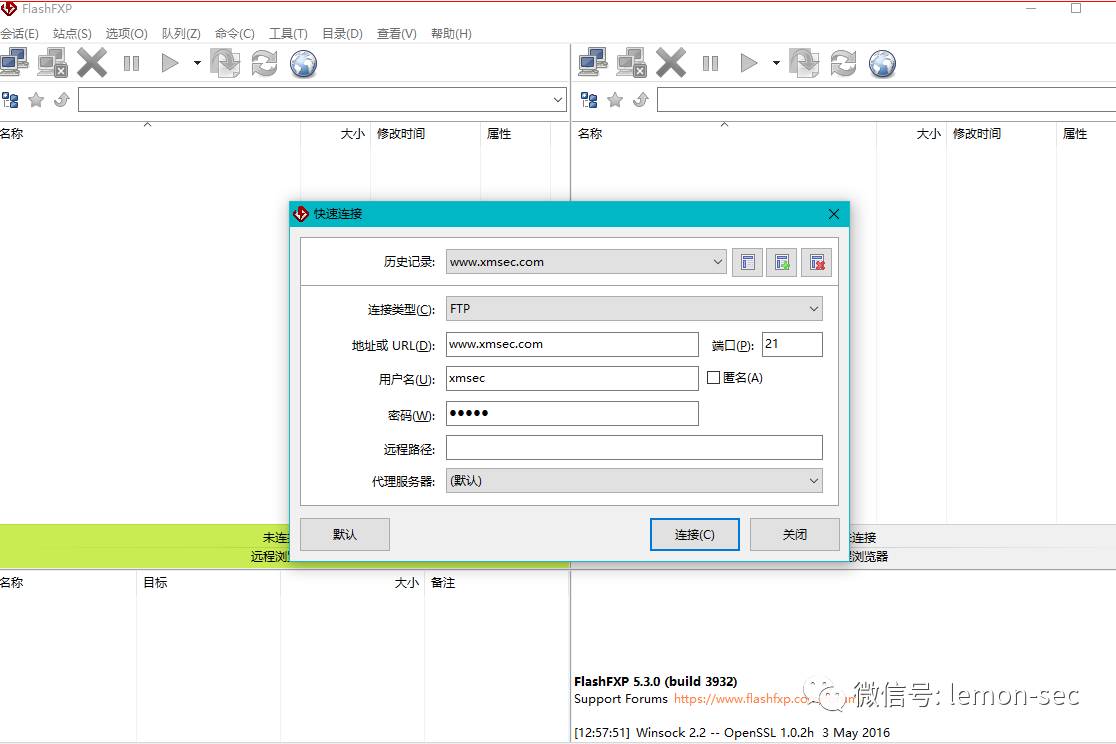 FlashFXP
会话(E) 站点(S) 选项(O) 队列(Z) 命令(C) 工具(T) 目录(D) 查看(V) 帮助(H)
名称 大小 修改时间 属性 名称 大小 修改时间 属性
快速连接
历史记录: www.xmsec.com
连接类型(C): FTP
地址或 URL(D): www.xmsec.com 端口(P): 21
用户名(U): xmsec 匿名(A)
密码(W): •••••
远程路径:
代理服务器: (默认)
默认 连接(C) 关闭
未连 连接
远程浏 浏览器
名称 目标 大小 备注
FlashFXP 5.3.0 (build 3932)
Support Forums https://www.flashfxp.co
微信号: lemon-sec
[12:57:51] Winsock 2.2 -- OpenSSL 1.0.2h 3 May 2016